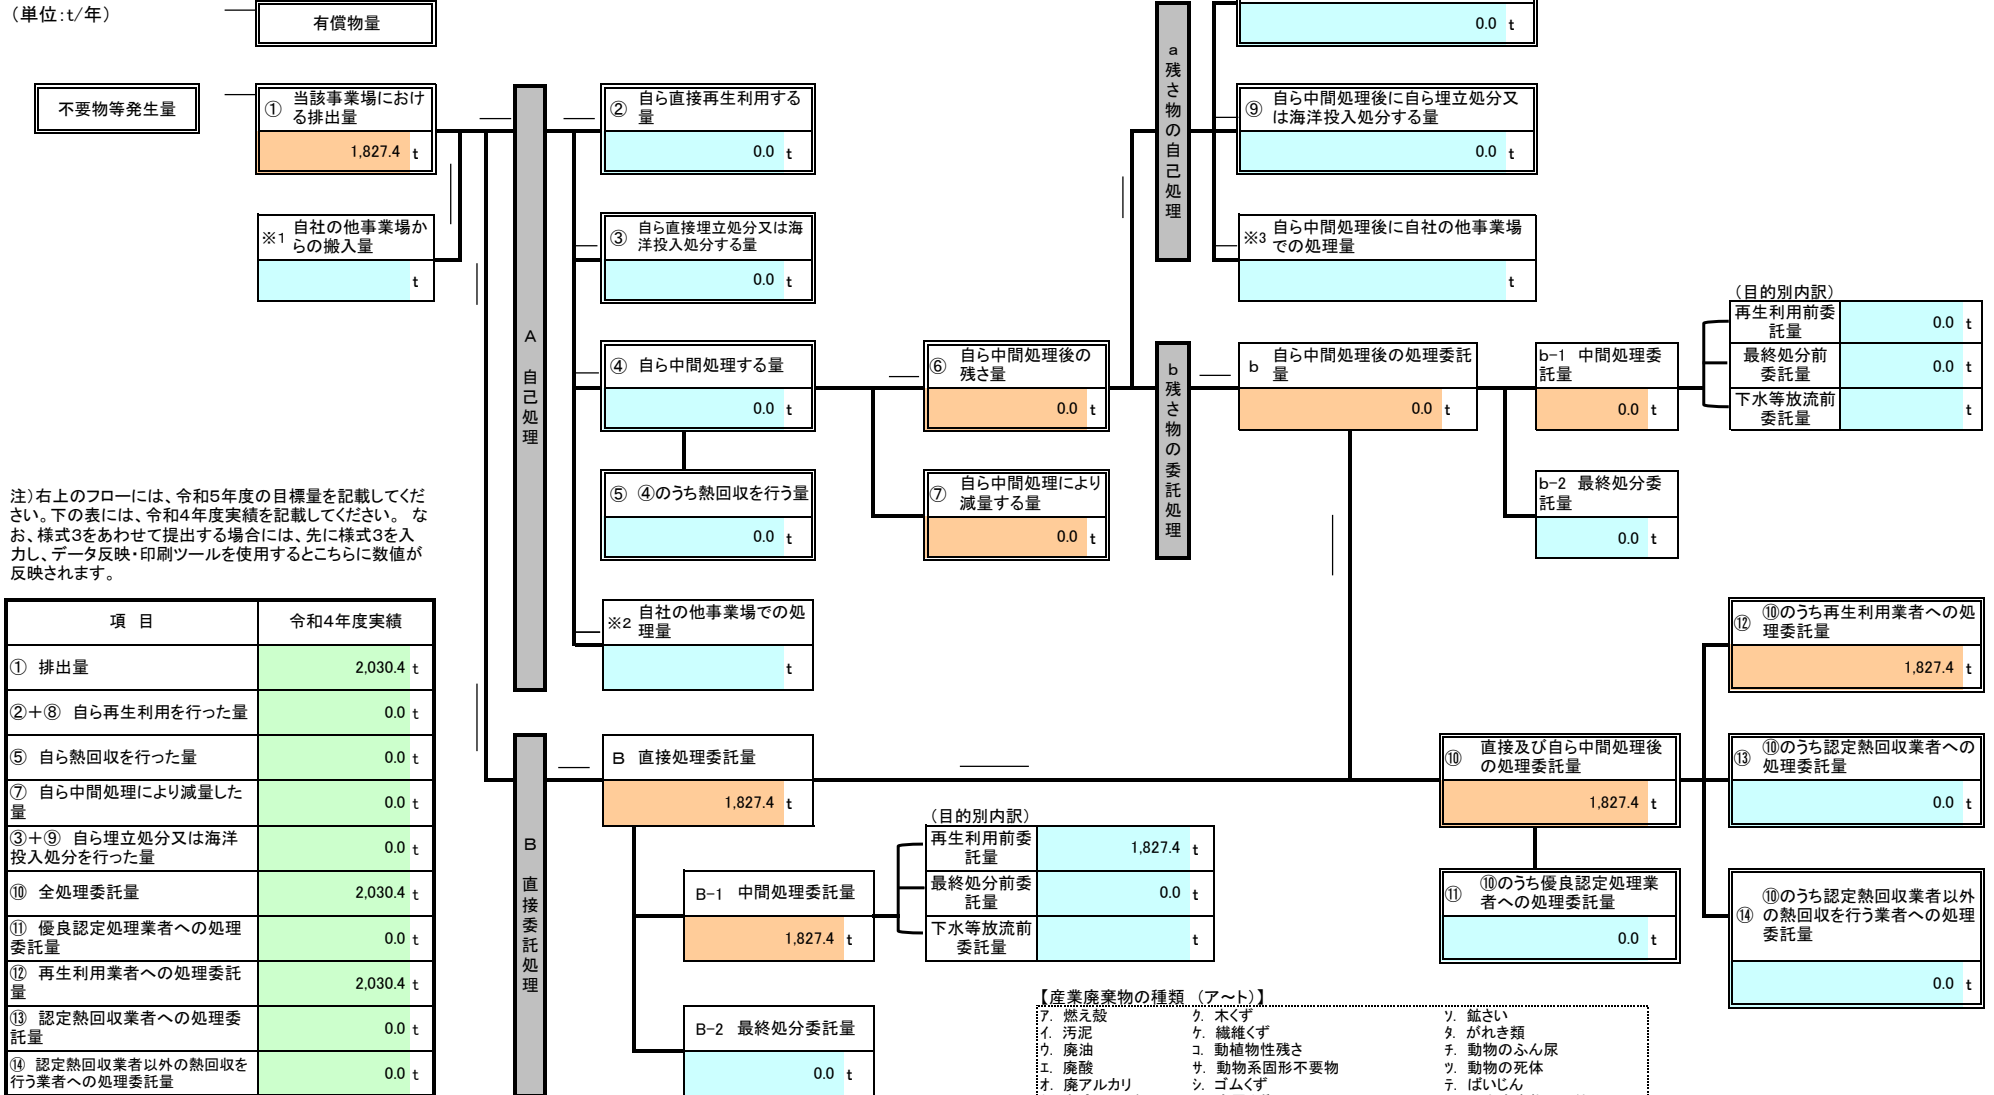 （単位:t/年）
有償物量
不要物等発生量
① 当該事業場におけ
る排出量
1,827.4 t
※1 自社の他事業場か
らの搬入量
t
A 自己処理
② 自ら直接再生利用する
量
0.0 t
③ 自ら直接埋立処分又は海
洋投入処分する量
0.0 t
④ 自ら中間処理する量
0.0 t
⑤ ④のうち熱回収を行う量
0.0 t
※2 自社の他事業場での処
理量
t
⑥ 自ら中間処理後の
残さ量
0.0 t
⑦ 自ら中間処理により
減量する量
0.0 t
a 残さ物の自己処理
0.0 t
⑨ 自ら中間処理後に自ら埋立処分又
は海洋投入処分する量
0.0 t
※3 自ら中間処理後に自社の他事業場
での処理量
t
b 残さ物の委託処理
b 自ら中間処理後の処理委託
量
0.0 t
b-1 中間処理委
託量
0.0 t
b-2 最終処分委
託量
0.0 t
（目的別内訳）
再生利用前委
託量
0.0 t
最終処分前
委託量
0.0 t
下水等放流前
委託量
t
注）右上のフローには、令和5年度の目標量を記載してくだ
さい。下の表には、令和4年度実績を記載してください。 な
お、様式3をあわせて提出する場合には、先に様式3を入
力し、データ反映・印刷ツールを使用するとこちらに数値が
反映されます。
項 目 令和4年度実績
① 排出量 2,030.4 t
②＋⑧ 自ら再生利用を行った量 0.0 t
⑤ 自ら熱回収を行った量 0.0 t
⑦ 自ら中間処理により減量した
量 0.0 t
③＋⑨ 自ら埋立処分又は海洋
投入処分を行った量 0.0 t
⑩ 全処理委託量 2,030.4 t
⑪ 優良認定処理業者への処理
委託量 0.0 t
⑫ 再生利用業者への処理委託
量 2,030.4 t
⑬ 認定熱回収業者への処理委
託量 0.0 t
⑭ 認定熱回収業者以外の熱回収を
行う業者への処理委託量 0.0 t
B 直接委託処理
B 直接処理委託量
1,827.4 t
B-1 中間処理委託量
1,827.4 t
B-2 最終処分委託量
0.0 t
（目的別内訳）
再生利用前委
託量
1,827.4 t
最終処分前委
託量
0.0 t
下水等放流前
委託量
t
⑩ 直接及び自ら中間処理後
の処理委託量
1,827.4 t
⑪ ⑩のうち優良認定処理業
者への処理委託量
0.0 t
⑫ ⑩のうち再生利用業者への処
理委託量
1,827.4 t
⑬ ⑩のうち認定熱回収業者への
処理委託量
0.0 t
⑭ ⑩のうち認定熱回収業者以外
の熱回収を行う業者への処理
委託量
0.0 t
【産業廃棄物の種類 （ア～ト）】
ア. 燃え殻 ク. 木くず ソ. 鉱さい
イ. 汚泥 ケ. 繊維くず タ. がれき類
ウ. 廃油 コ. 動植物性残さ チ. 動物のふん尿
エ. 廃酸 サ. 動物系固形不要物 ツ. 動物の死体
オ. 廃アルカリ シ. ゴムくず テ. ばいじん